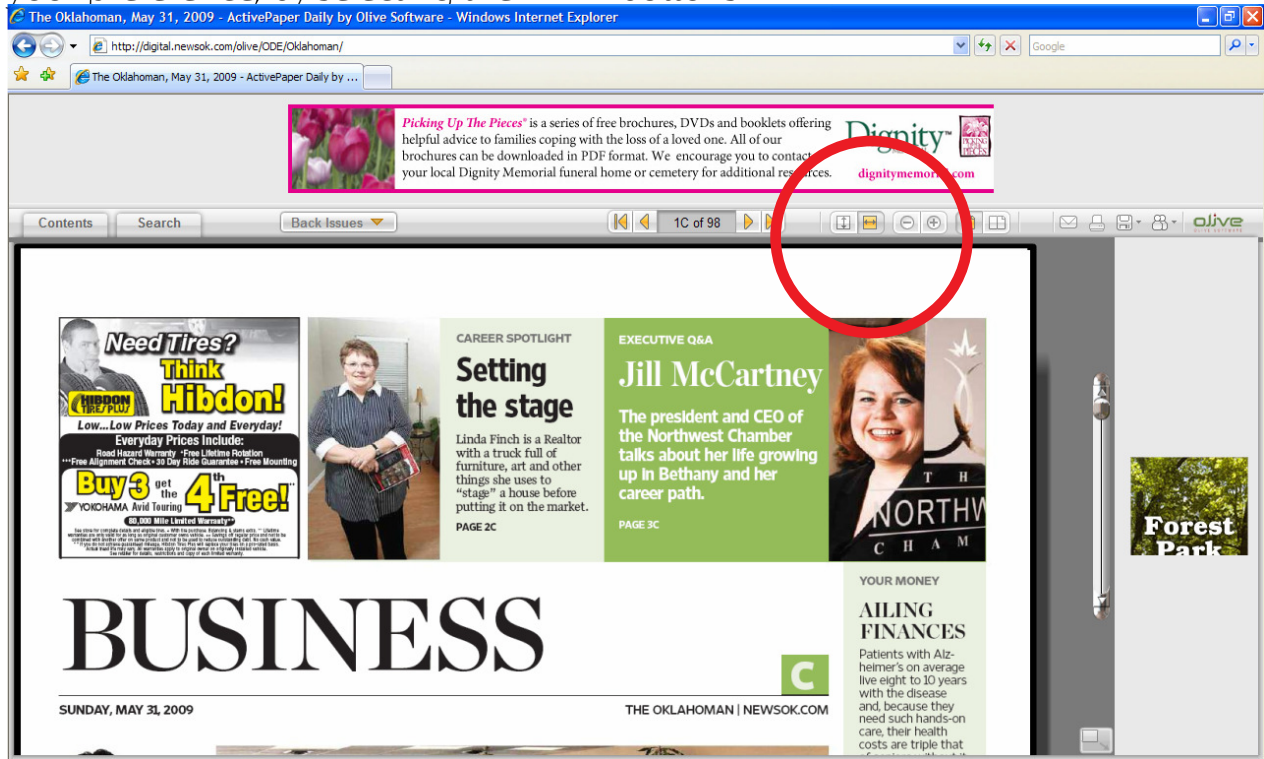 The Oklahoman, May 31, 2009 - ActivePaper Daily by Olive Software - Windows Internet Explorer
http://digital.newsok.com/olive/ODE/Oklahoman/
Google
The Oklahoman, May 31, 2009 - ActivePaper Daily by ...
Picking Up The Pieces® is a series of free brochures, DVDs and booklets offering
helpful advice to families coping with the loss of a loved one. All of our
brochures can be downloaded in PDF format. We encourage you to contact
your local Dignity Memorial funeral home or cemetery for additional resources.
Dignity™
PICKING UP THE PIECES
dignitymemorial.com
Contents
Search
Back Issues
1C of 98
olive
Need Tires?
Think
Hibdon!
HIBDON
TIRES PLUS
Low...Low Prices Today and Everyday!
Everyday Prices Include:
Road Hazard Warranty *Free Lifetime Rotation
***Free Alignment Check • 30 Day Ride Guarantee • Free Mounting
Buy 3 get the 4th Free!**
YOKOHAMA Avid Touring
80,000 Mile Limited Warranty**
CAREER SPOTLIGHT
Setting
the stage
Linda Finch is a Realtor
with a truck full of
furniture, art and other
things she uses to
“stage” a house before
putting it on the market.
PAGE 2C
EXECUTIVE Q&A
Jill McCartney
The president and CEO of
the Northwest Chamber
talks about her life growing
up in Bethany and her
career path.
PAGE 3C
T H
NORTHW
C H A M
Forest
Park
BUSINESS
C
SUNDAY, MAY 31, 2009
THE OKLAHOMAN | NEWSOK.COM
YOUR MONEY
AILING
FINANCES
Patients with Alz-
heimer's on average
live eight to 10 years
with the disease
and, because they
need such hands-on
care, their health
costs are triple that